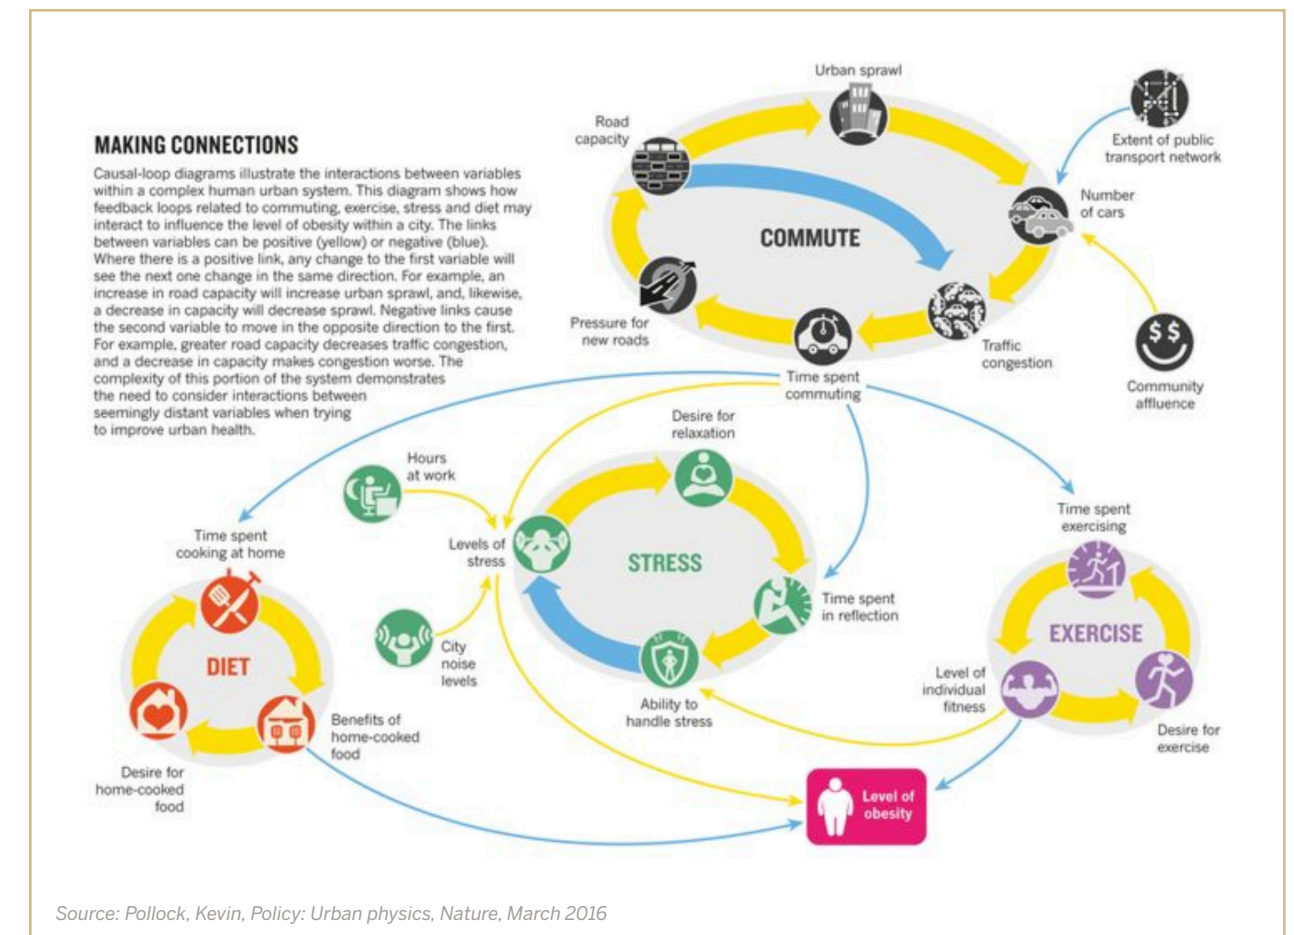 MAKING CONNECTIONS
Causal-loop diagrams illustrate the interactions between variables
within a complex human urban system. This diagram shows how
feedback loops related to commuting, exercise, stress and diet may
interact to influence the level of obesity within a city. The links
between variables can be positive (yellow) or negative (blue).
Where there is a positive link, any change to the first variable will
see the next one change in the same direction. For example, an
increase in road capacity will increase urban sprawl, and, likewise,
a decrease in capacity will decrease sprawl. Negative links cause
the second variable to move in the opposite direction to the first.
For example, greater road capacity decreases traffic congestion,
and a decrease in capacity makes congestion worse. The
complexity of this portion of the system demonstrates
the need to consider interactions between
seemingly distant variables when trying
to improve urban health.
Urban sprawl
Road
capacity
Extent of public
transport network
Number
of cars
COMMUTE
Pressure for
new roads
Traffic
congestion
$ $
Community
affluence
Time spent
commuting
Desire for
relaxation
Hours
at work
Levels of
stress
STRESS
Time spent
in reflection
City
noise
levels
Ability to
handle stress
Time spent
cooking at home
DIET
Benefits of
home-cooked
food
Desire for
home-cooked
food
Time spent
exercising
EXERCISE
Level of
individual
fitness
Desire for
exercise
Level of
obesity
Source: Pollock, Kevin, Policy: Urban physics, Nature, March 2016